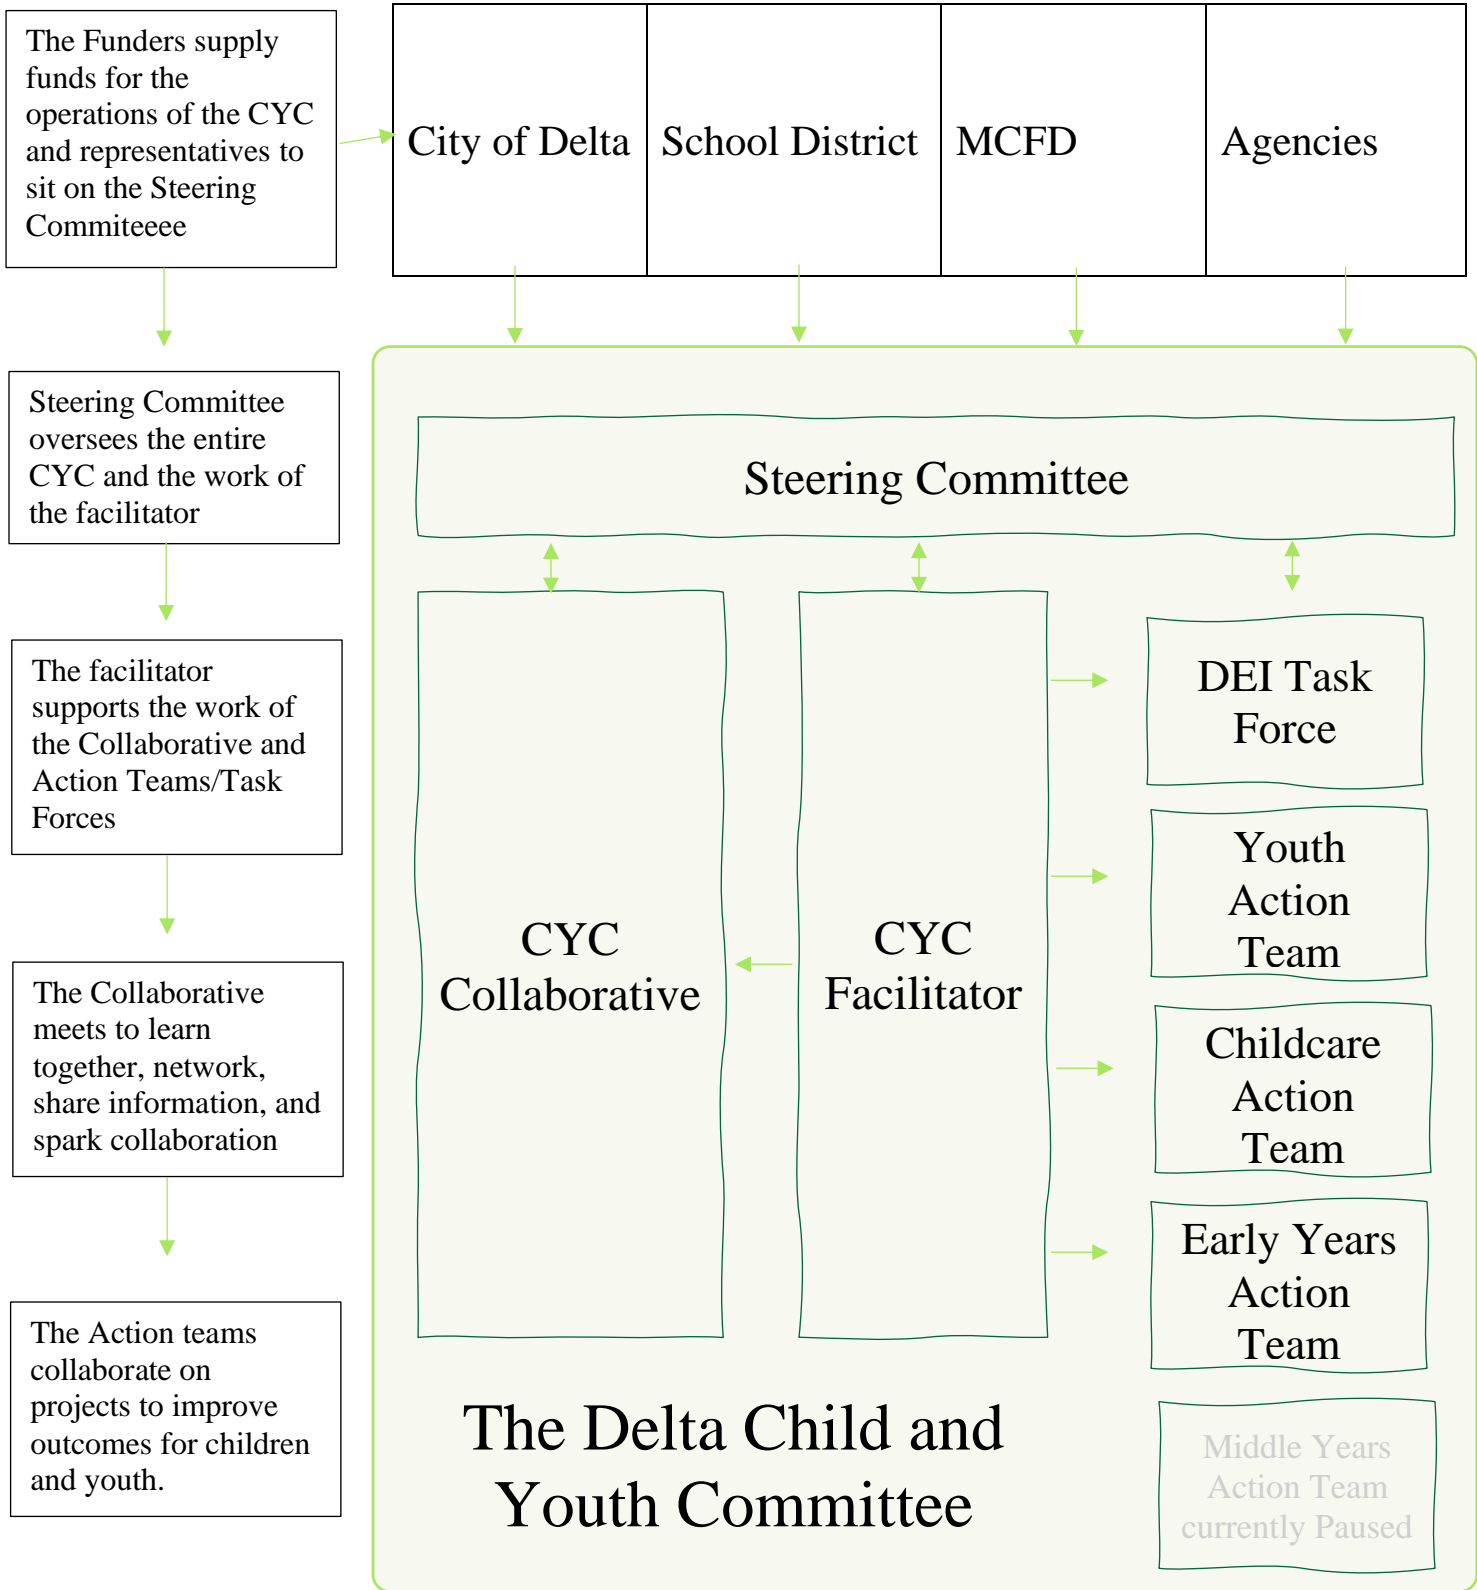 The Funders supply
funds for the
operations of the CYC
and representatives to
sit on the Steering
Commiteeee
City of Delta
School District
MCFD
Agencies
Steering Committee
oversees the entire
CYC and the work of
the facilitator
The facilitator
supports the work of
the Collaborative and
Action Teams/Task
Forces
The Collaborative
meets to learn
together, network,
share information, and
spark collaboration
The Action teams
collaborate on
projects to improve
outcomes for children
and youth.
Steering Committee
CYC
Collaborative
CYC
Facilitator
DEI Task
Force
Youth
Action
Team
Childcare
Action
Team
Early Years
Action
Team
Middle Years
Action Team
currently Paused
The Delta Child and
Youth Committee